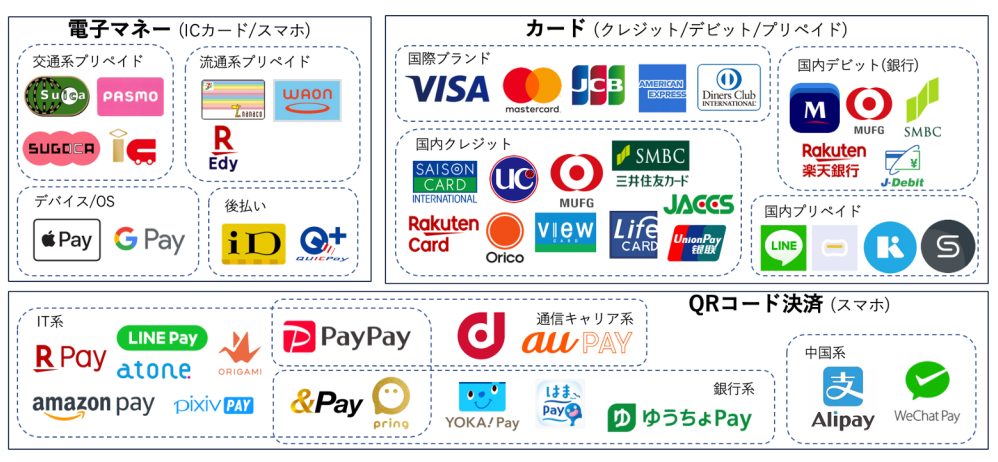 電子マネー (ICカード/スマホ)
交通系プリペイド
Suica
PASMO
SUGOCA
流通系プリペイド
nanaco
WAON
R
Edy
デバイス/OS
Pay
G Pay
後払い
iD
Q+
QUICPay
カード (クレジット/デビット/プリペイド)
国際ブランド
VISA
mastercard.
JCB
AMERICAN
EXPRESS
Diners Club
INTERNATIONAL
国内デビット(銀行)
M
MUFG
SMBC
Rakuten
楽天銀行
J-Debit
国内クレジット
SAISON
CARD
INTERNATIONAL
UC
MUFG
SMBC
三井住友カード
Rakuten
Card
Orico
VIEW
CARD
Life
CARD
JACCS
UnionPay
银联
国内プリペイド
LINE
K
S
QRコード決済 (スマホ)
IT系
R Pay
LINE Pay
atone
ORIGAMI
amazon pay
pixiv PAY
P PayPay
通信キャリア系
d
au PAY
&Pay
pring
YOKA! Pay
はま
Pay
銀行系
ゆ ゆうちょPay
中国系
支
Alipay
WeChat Pay